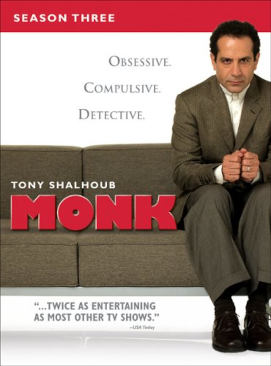 SEASON THREE
OBSESSIVE.
COMPULSIVE.
DETECTIVE.
TONY SHALHOUB
MONK
“...TWICE AS ENTERTAINING
AS MOST OTHER TV SHOWS.”
–USA Today